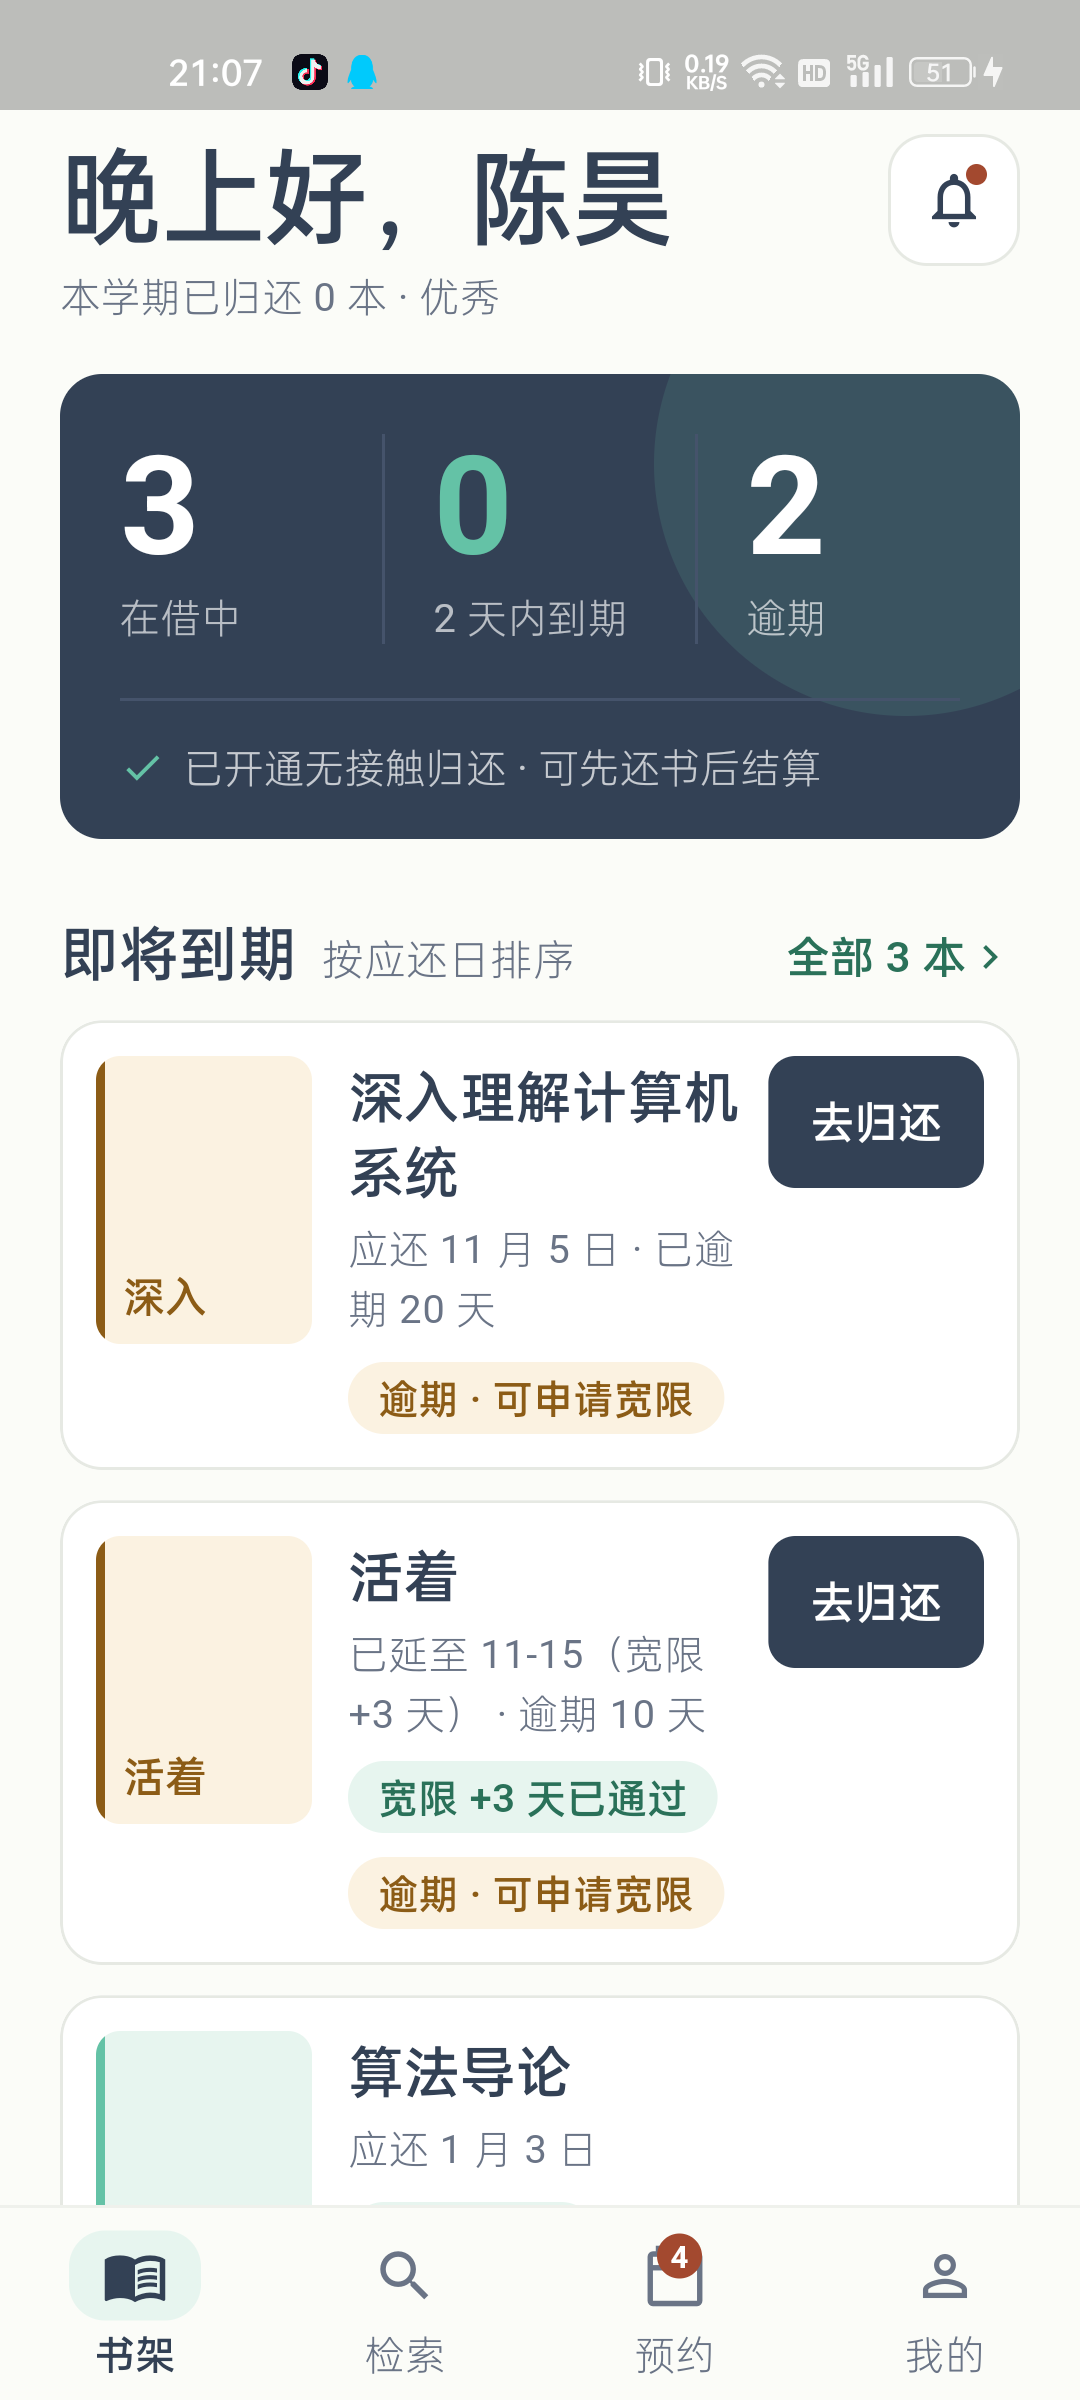 21:07
0.19 KB/S
HD
5G
51
晚上好，陈昊
本学期已归还 0 本 · 优秀
3
0
2
在借中
2 天内到期
逾期
已开通无接触归还 · 可先还书后结算
即将到期 按应还日排序
全部 3 本
深入理解计算机
系统
去归还
应还 11 月 5 日 · 已逾
期 20 天
深入
逾期 · 可申请宽限
活着
去归还
已延至 11-15（宽限
+3 天） · 逾期 10 天
活着
宽限 +3 天已通过
逾期 · 可申请宽限
算法导论
应还 1 月 3 日
4
书架
检索
预约
我的